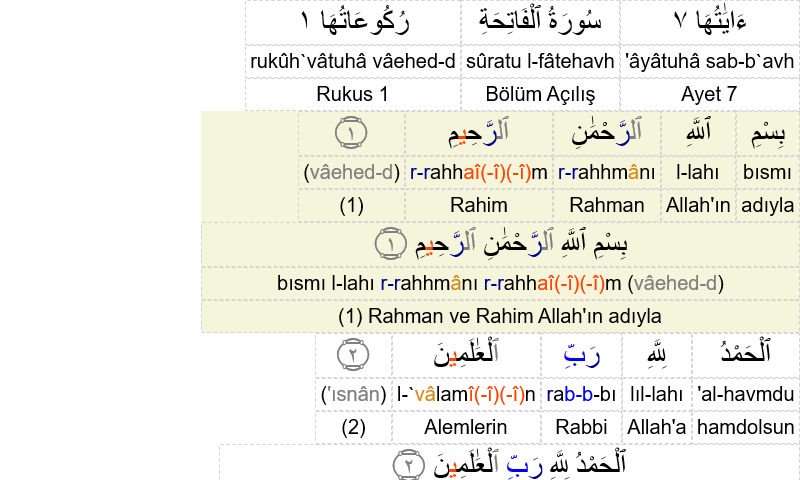 ءَايَٰتُهَا ٧ سُورَةُ ٱلْفَاتِحَةِ رُكُوعَاتُهَا ١
'âyâtuhâ sab-b`avh sûratu l-fâtehavh rukûh`vâtuhâ vâehed-d
Ayet 7 Bölüm Açılış Rukus 1
بِسْمِ ٱللَّهِ ٱلرَّحْمَٰنِ ٱلرَّحِيمِ ١
bısmı l-lahı r-rahhmânı r-rahhaî(-î)(-î)m (vâehed-d)
adıyla Allah'ın Rahman Rahim (1)
بِسْمِ ٱللَّهِ ٱلرَّحْمَٰنِ ٱلرَّحِيمِ ١
bısmı l-lahı r-rahhmânı r-rahhaî(-î)(-î)m (vâehed-d)
(1) Rahman ve Rahim Allah'ın adıyla
ٱلْحَمْدُ لِلَّهِ رَبِّ ٱلْعَٰلَمِينَ ٢
'al-havmdu lıl-lahı rab-b-bı l-`vâlamî(-î)(-î)n ('ısnân)
hamdolsun Allah'a Rabbi Alemlerin (2)
ٱلْحَمْدُ لِلَّهِ رَبِّ ٱلْعَٰلَمِينَ ٢